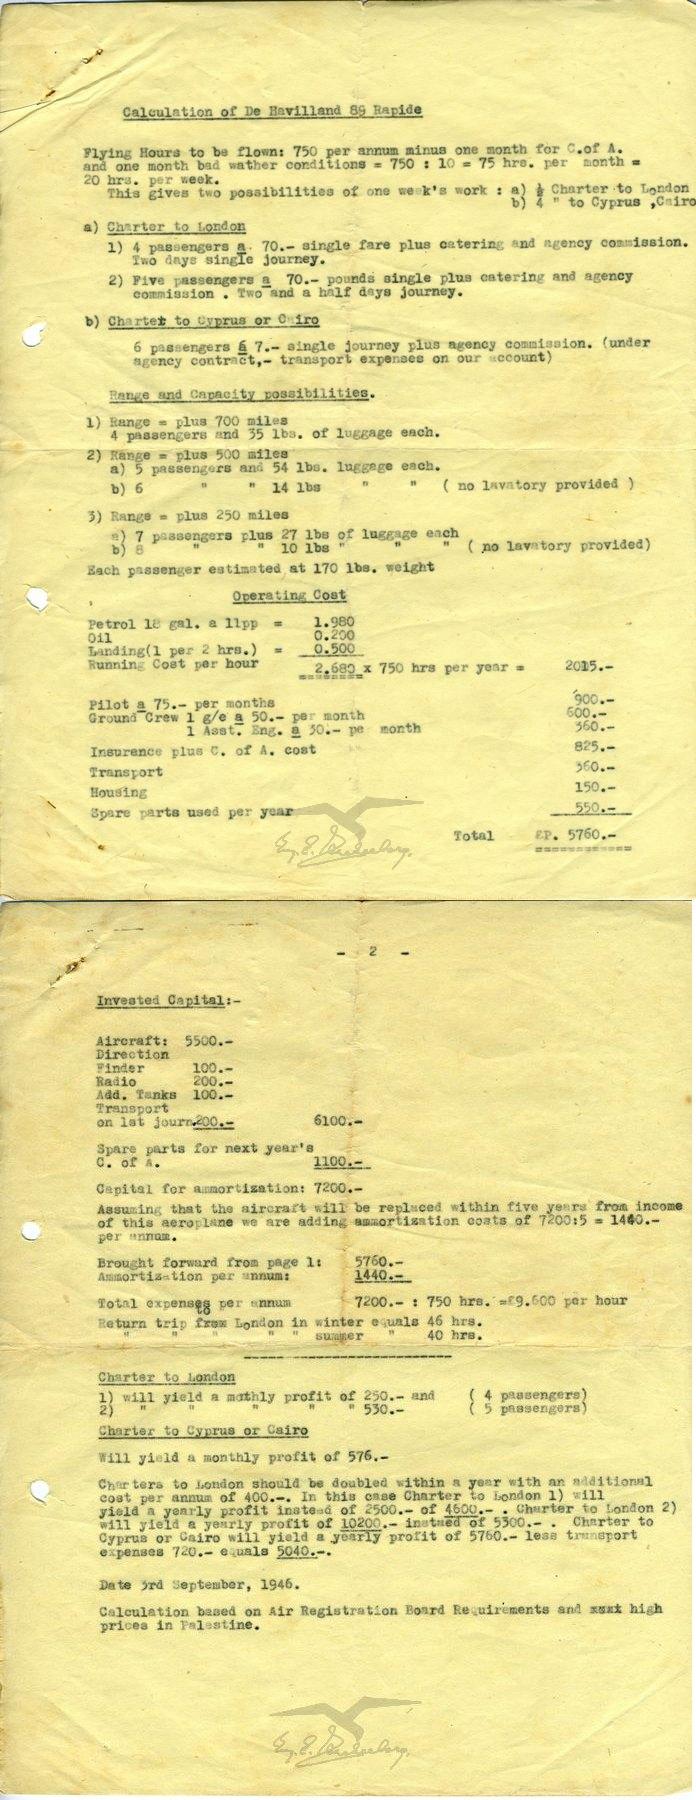 Calculation of De Havilland 89 Rapide
Flying Hours to be flown: 750 per annum minus one month for C.of A.
and one month bad wather conditions = 750 : 10 = 75 hrs. per month =
20 hrs. per week.
This gives two possibilities of one week's work : a) ½ Charter to London
b) 4 " to Cyprus ,Cairo
a) Charter to London
1) 4 passengers a 70.- single fare plus catering and agency commission.
Two days single journey.
2) Five passengers a 70.- pounds single plus catering and agency
commission . Two and a half days journey.
b) Charter to Cyprus or Cairo
6 passengers á 7.- single journey plus agency commission. (under
agency contract,- transport expenses on our account)
Range and Capacity possibilities.
1) Range = plus 700 miles
4 passengers and 35 lbs. of luggage each.
2) Range = plus 500 miles
a) 5 passengers and 54 lbs. luggage each.
b) 6 " " 14 lbs " " ( no lavatory provided )
3) Range = plus 250 miles
a) 7 passengers plus 27 lbs of luggage each
b) 8 " " 10 lbs " " " ( no lavatory provided)
Each passenger estimated at 170 lbs. weight
Operating Cost
Petrol 18 gal. a 11pp = 1.980
Oil 0.200
Landing(1 per 2 hrs.) = 0.500
Running Cost per hour 2.680 x 750 hrs per year = 2015.-
Pilot a 75.- per months 900.-
Ground Crew 1 g/e a 50.- per month 600.-
1 Asst. Eng. a 30.- pe month 360.-
Insurance plus C. of A. cost 825.-
Transport 360.-
Housing 150.-
Spare parts used per year 550.-
Total £P. 5760.-
- 2 -
Invested Capital:-
Aircraft: 5500.-
Direction
Finder 100.-
Radio 200.-
Add. Tanks 100.-
Transport
on 1st journ.200.- 6100.-
Spare parts for next year's
C. of A. 1100.-
Capital for ammortization: 7200.-
Assuming that the aircraft will be replaced within five years from income
of this aeroplane we are adding ammortization costs of 7200:5 = 1440.-
per annum.
Brought forward from page 1: 5760.-
Ammortization per annum: 1440.-
Total expenses per annum 7200.- : 750 hrs. =£9.600 per hour
Return trip to London in winter equals 46 hrs.
" " " " " summer " 40 hrs.
Charter to London
1) will yield a mothly profit of 250.- and ( 4 passengers)
2) " " " " " 530.- ( 5 passengers)
Charter to Cyprus or Cairo
Will yield a monthly profit of 576.-
Charters to London should be doubled within a year with an additional
cost per annum of 400.-. In this case Charter to London 1) will
yield a yearly profit instead of 2500.- of 4600.- . Charter to London 2)
will yield a yearly profit of 10200.- instaed of 5300.- . Charter to
Cyprus or Cairo will yield a yearly profit of 5760.- less transport
expenses 720.- equals 5040.-.
Date 3rd September, 1946.
Calculation based on Air Registration Board Requirements and high
prices in Palestine.